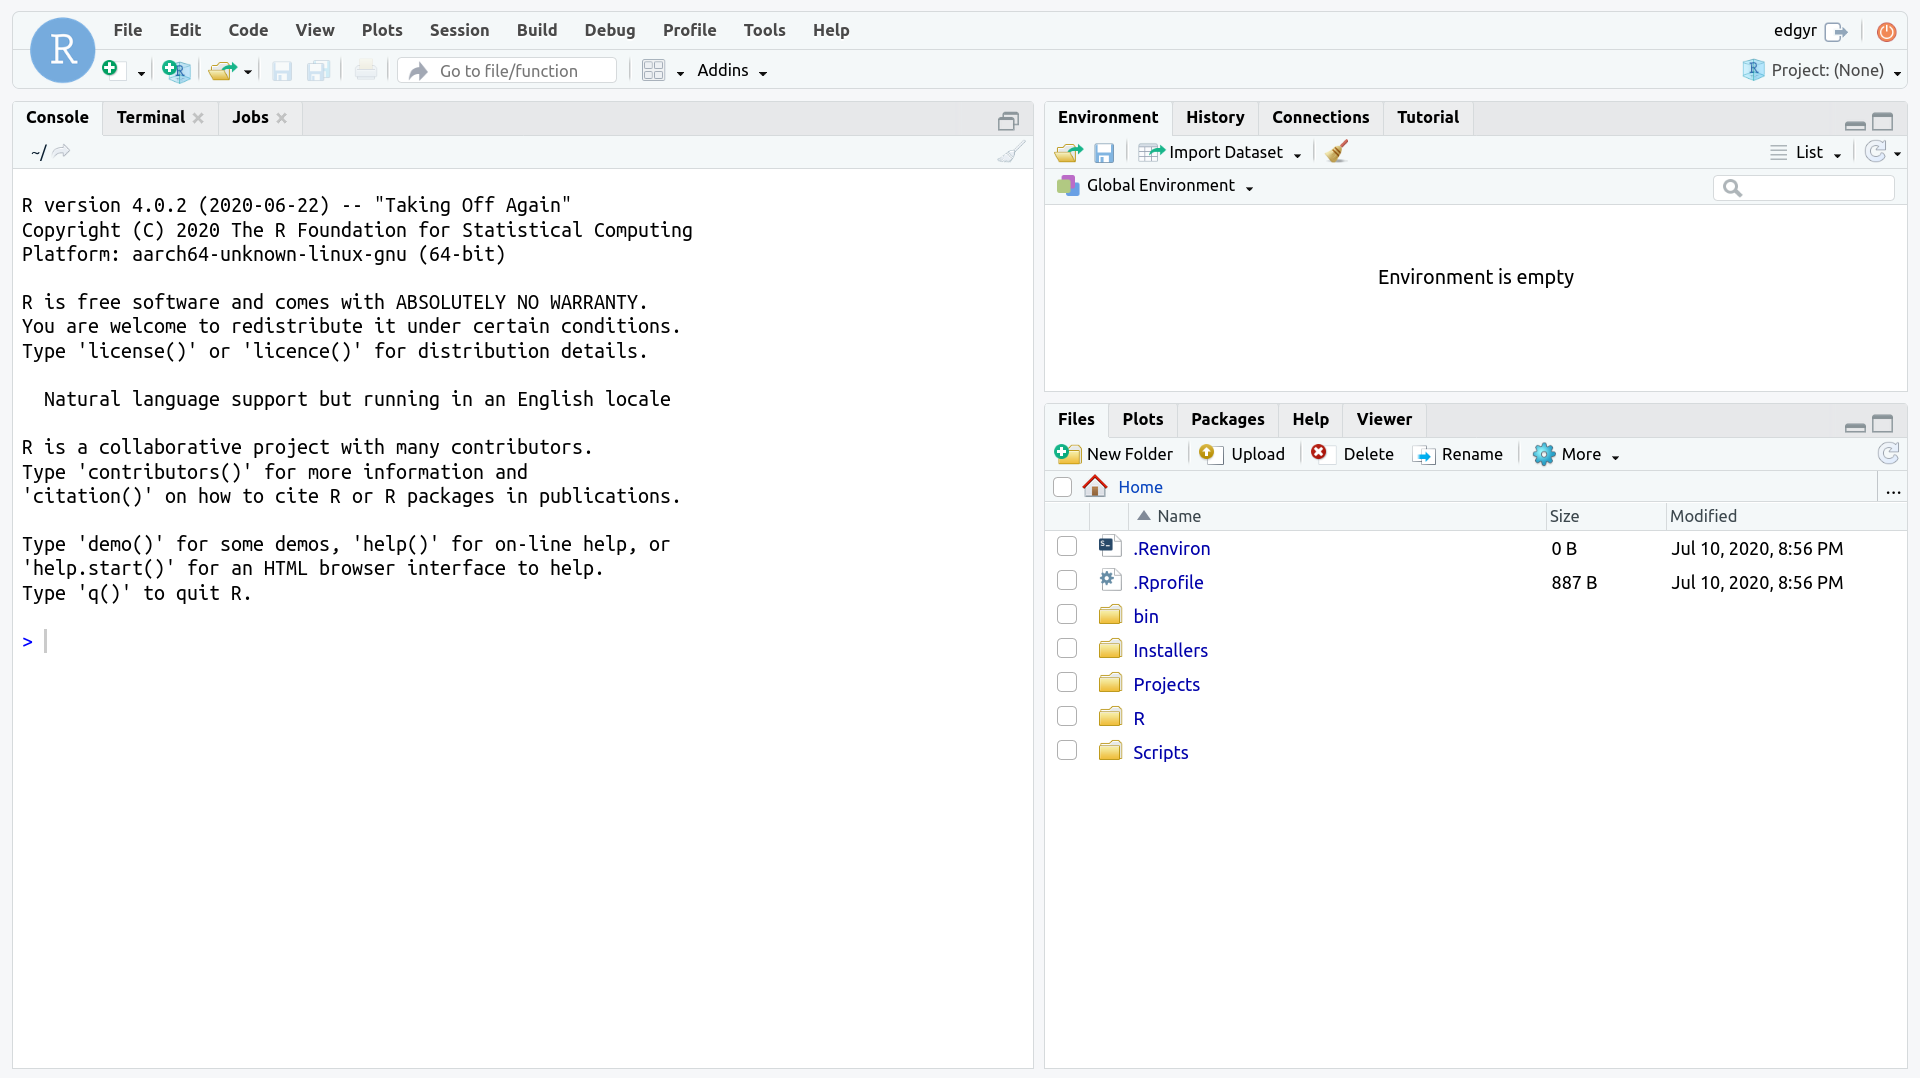 R
File Edit Code View Plots Session Build Debug Profile Tools Help
edgyr
R
Go to file/function
Addins
R Project: (None)
Console Terminal Jobs
~/
R version 4.0.2 (2020-06-22) -- "Taking Off Again"
Copyright (C) 2020 The R Foundation for Statistical Computing
Platform: aarch64-unknown-linux-gnu (64-bit)
R is free software and comes with ABSOLUTELY NO WARRANTY.
You are welcome to redistribute it under certain conditions.
Type 'license()' or 'licence()' for distribution details.
Natural language support but running in an English locale
R is a collaborative project with many contributors.
Type 'contributors()' for more information and
'citation()' on how to cite R or R packages in publications.
Type 'demo()' for some demos, 'help()' for on-line help, or
'help.start()' for an HTML browser interface to help.
Type 'q()' to quit R.
>
Environment History Connections Tutorial
Import Dataset
List
Global Environment
Environment is empty
Files Plots Packages Help Viewer
New Folder Upload Delete Rename More
Home
...
Name Size Modified
.Renviron 0 B Jul 10, 2020, 8:56 PM
.Rprofile 887 B Jul 10, 2020, 8:56 PM
bin
Installers
Projects
R
Scripts